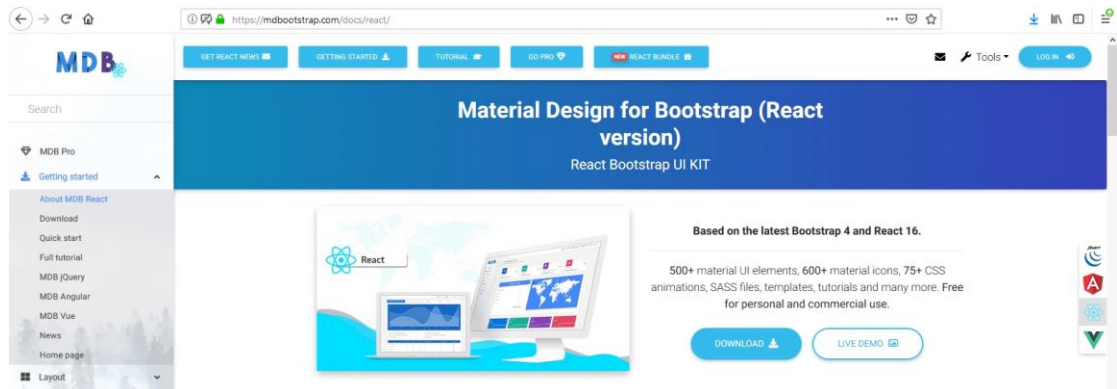 https://mdbootstrap.com/docs/react/
MDB
GET REACT NEWS
GETTING STARTED
TUTORIAL
GO PRO
NEW REACT BUNDLE
Tools
LOG IN
Search
MDB Pro
Getting started
About MDB React
Download
Quick start
Full tutorial
MDB jQuery
MDB Angular
MDB Vue
News
Home page
Layout
Material Design for Bootstrap (React
version)
React Bootstrap UI KIT
React
Based on the latest Bootstrap 4 and React 16.
500+ material UI elements, 600+ material icons, 75+ CSS
animations, SASS files, templates, tutorials and many more. Free
for personal and commercial use.
DOWNLOAD
LIVE DEMO
A